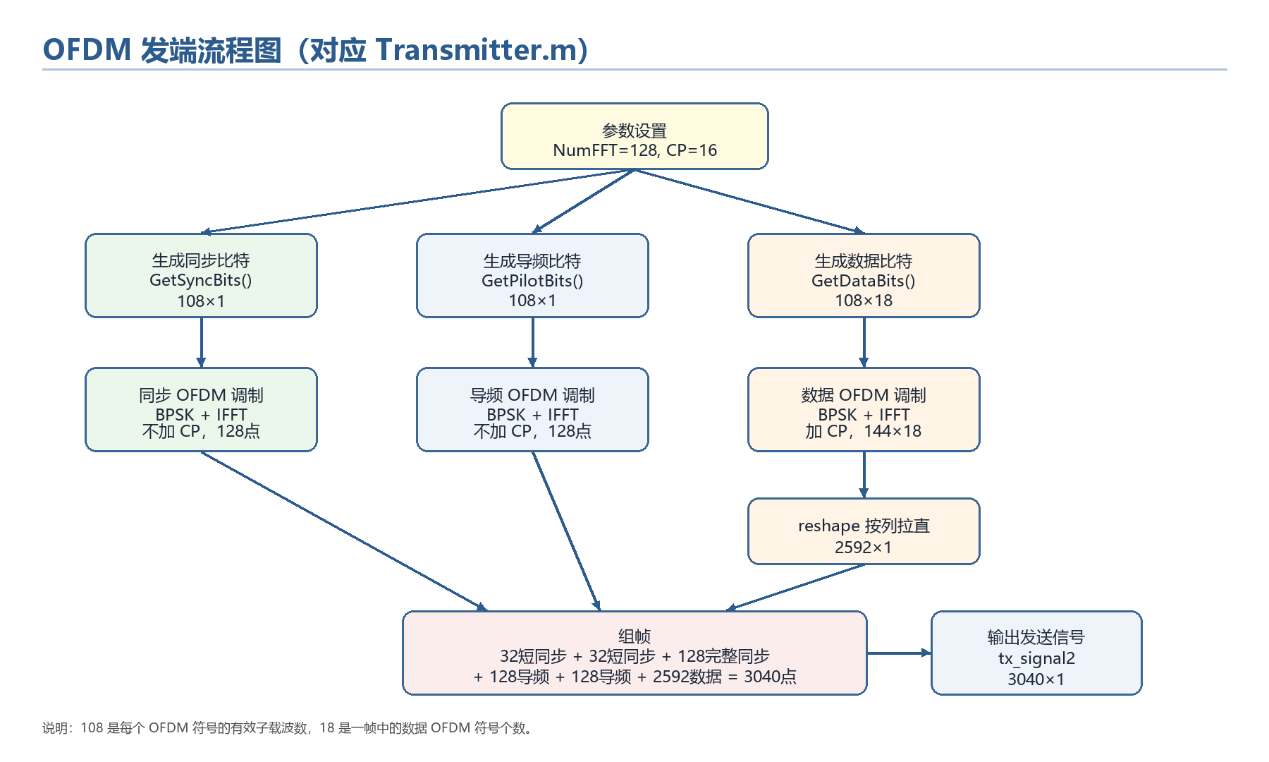 OFDM 发端流程图（对应 Transmitter.m）
参数设置
NumFFT=128, CP=16
生成同步比特
GetSyncBits()
108×1
生成导频比特
GetPilotBits()
108×1
生成数据比特
GetDataBits()
108×18
同步 OFDM 调制
BPSK + IFFT
不加 CP，128点
导频 OFDM 调制
BPSK + IFFT
不加 CP，128点
数据 OFDM 调制
BPSK + IFFT
加 CP，144×18
reshape 按列拉直
2592×1
组帧
32短同步 + 32短同步 + 128完整同步
+ 128导频 + 128导频 + 2592数据 = 3040点
输出发送信号
tx_signal2
3040×1
说明：108 是每个 OFDM 符号的有效子载波数，18 是一帧中的数据 OFDM 符号个数。